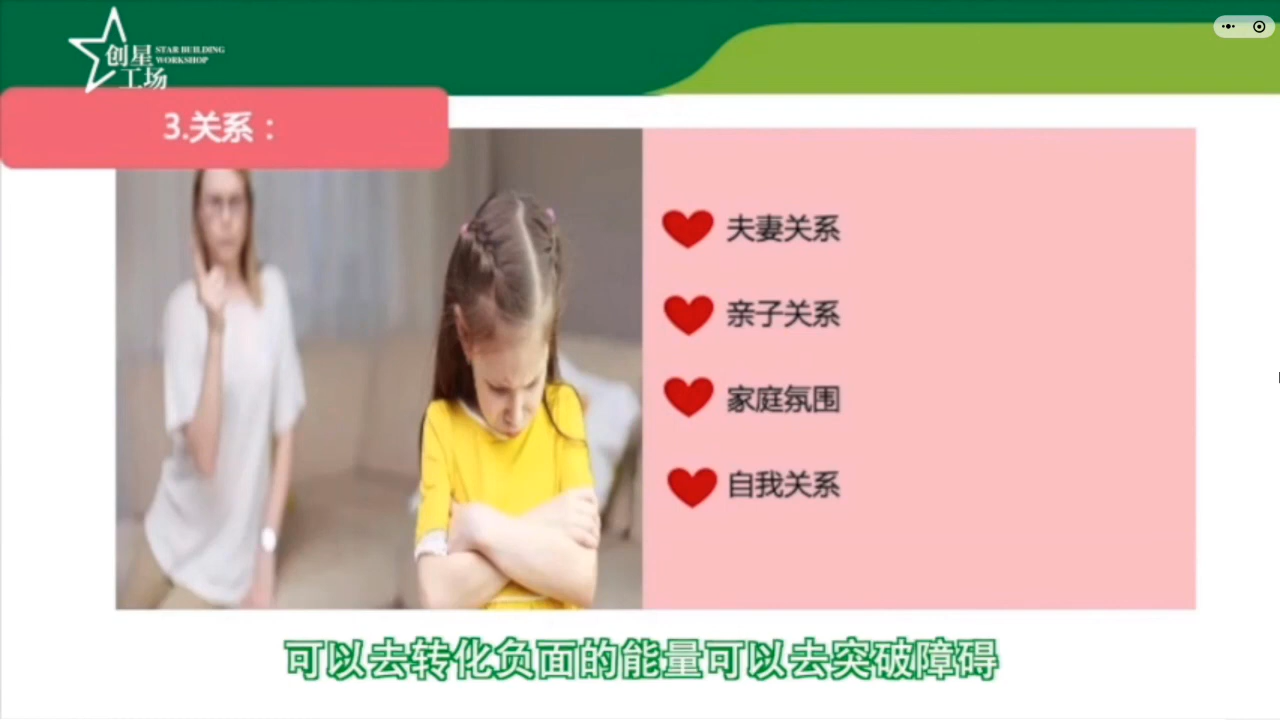 创星
工场
STAR BUILDING
WORKSHOP
3.关系：
夫妻关系
亲子关系
家庭氛围
自我关系
可以去转化负面的能量可以去突破障碍